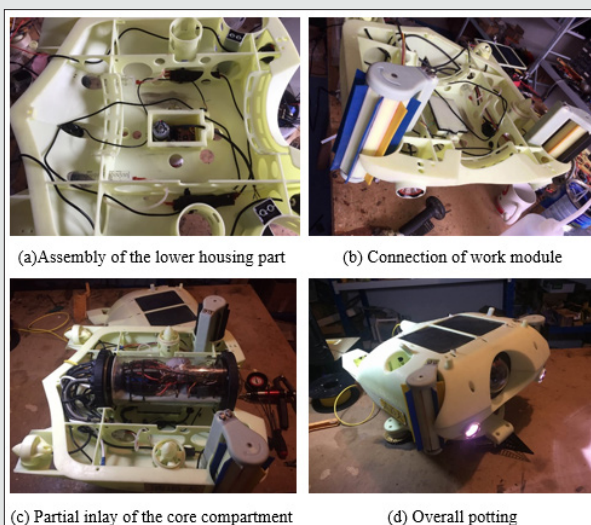 (a)Assembly of the lower housing part
(b) Connection of work module
(c) Partial inlay of the core compartment
(d) Overall potting